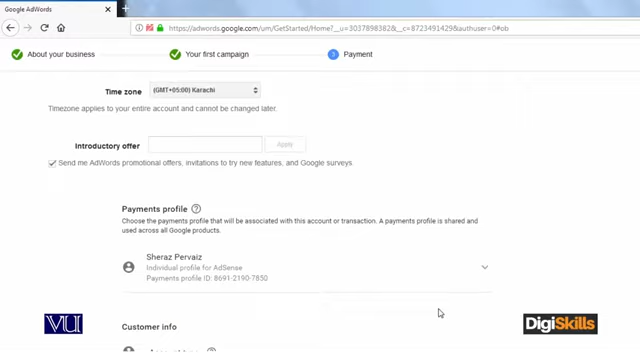 Google AdWords
https://adwords.google.com/um/GetStarted/Home?__u=3037898382&__c=8723491429&authuser=0#ob
About your business
Your first campaign
3 Payment
Time zone (GMT+05:00) Karachi
Timezone applies to your entire account and cannot be changed later.
Introductory offer Apply
Send me AdWords promotional offers, invitations to try new features, and Google surveys.
Payments profile ?
Choose the payments profile that will be associated with this account or transaction. A payments profile is shared and
used across all Google products.
Sheraz Pervaiz
Individual profile for AdSense
Payments profile ID: 8691-2190-7850
VU
DigiSkills
Customer info
Account type